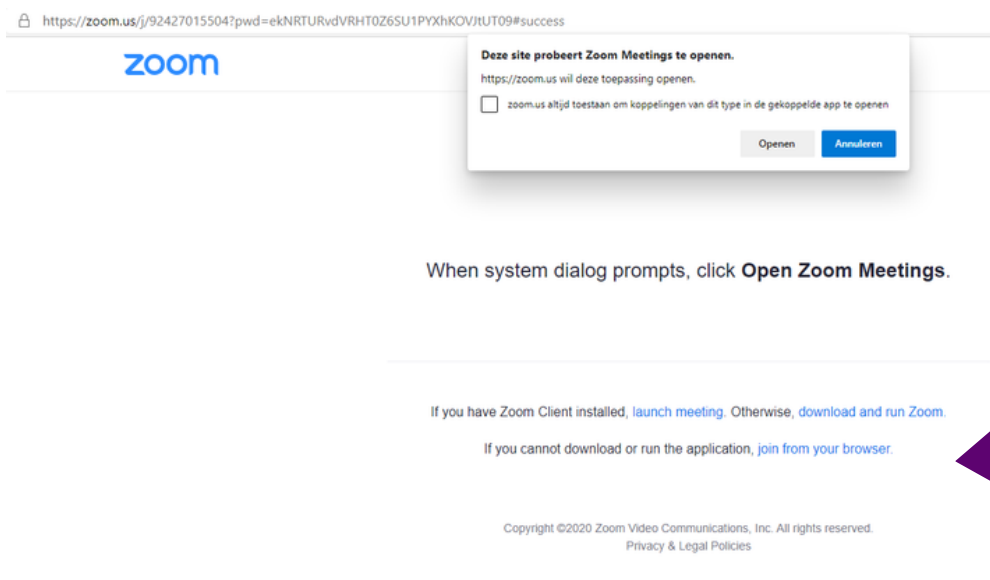 https://zoom.us/j/92427015504?pwd=ekNRTURvdVRHT0Z6SU1PYXhKOVJtUT09#success
zoom
Deze site probeert Zoom Meetings te openen.
https://zoom.us wil deze toepassing openen.
zoom.us altijd toestaan om koppelingen van dit type in de gekoppelde app te openen
Openen Annuleren
When system dialog prompts, click Open Zoom Meetings.
If you have Zoom Client installed, launch meeting. Otherwise, download and run Zoom.
If you cannot download or run the application, join from your browser.
Copyright ©2020 Zoom Video Communications, Inc. All rights reserved.
Privacy & Legal Policies